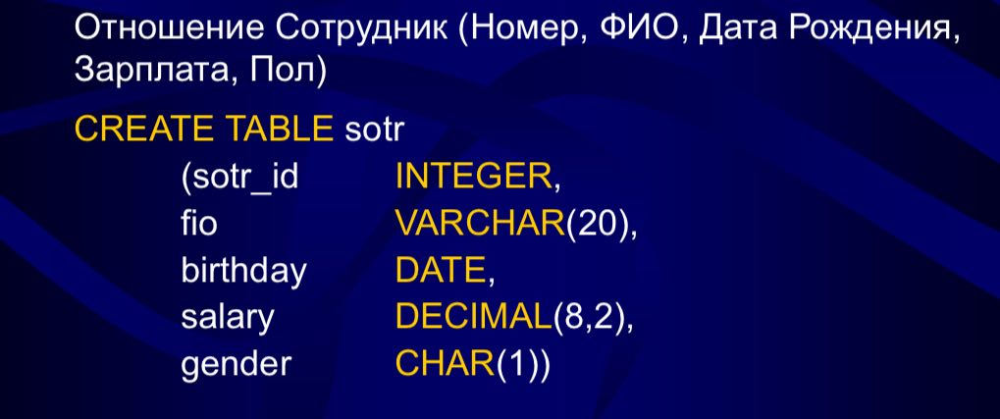 Отношение Сотрудник (Номер, ФИО, Дата Рождения,
Зарплата, Пол)
CREATE TABLE sotr
(sotr_id INTEGER,
fio VARCHAR(20),
birthday DATE,
salary DECIMAL(8,2),
gender CHAR(1))